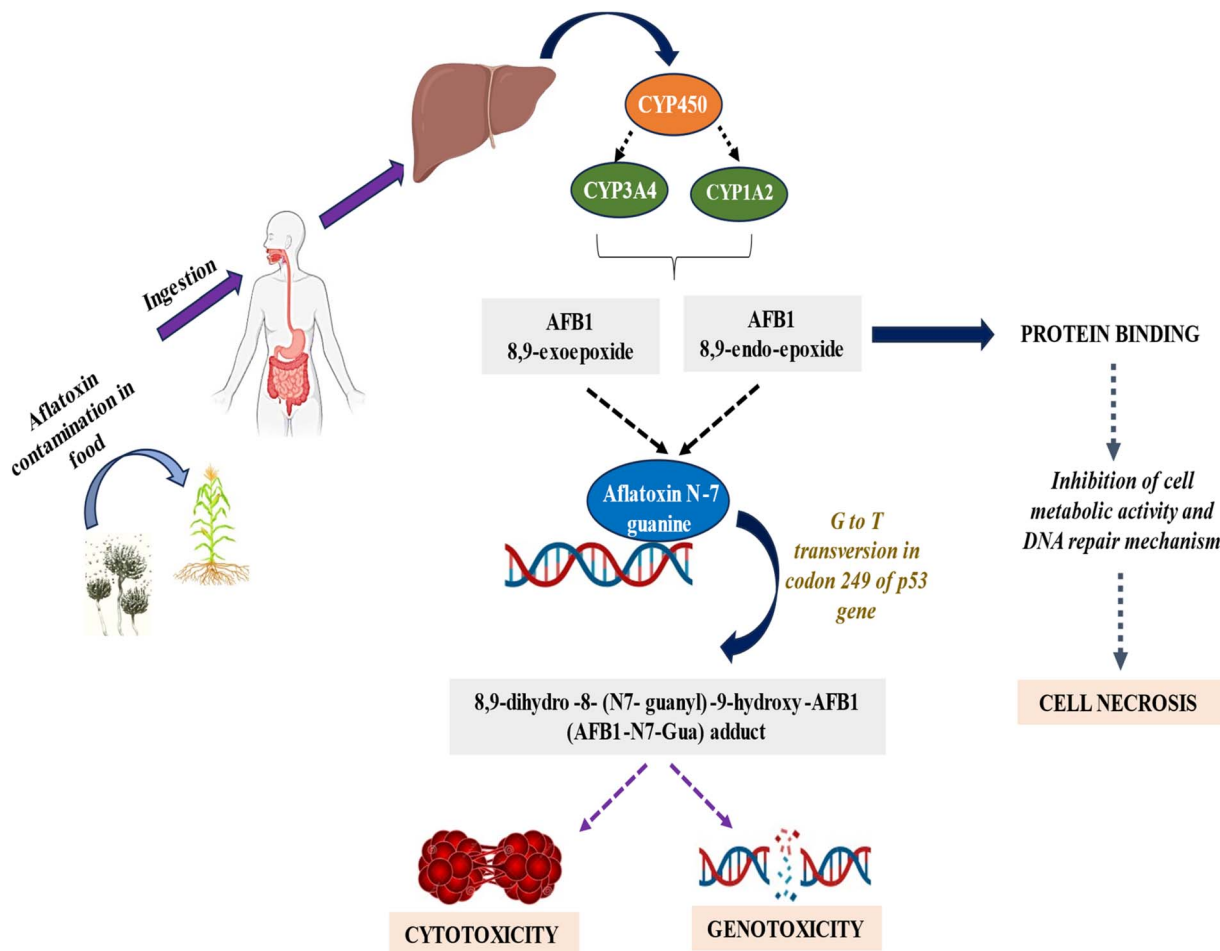 CYP450
CYP3A4
CYP1A2
Ingestion
Aflatoxin
contamination in
food
AFB1
8,9-exoepoxide
AFB1
8,9-endo-epoxide
PROTEIN BINDING
Aflatoxin N-7
guanine
G to T
transversion in
codon 249 of p53
gene
Inhibition of cell
metabolic activity and
DNA repair mechanism
8,9-dihydro -8- (N7- guanyl) -9-hydroxy -AFB1
(AFB1-N7-Gua) adduct
CELL NECROSIS
CYTOTOXICITY
GENOTOXICITY